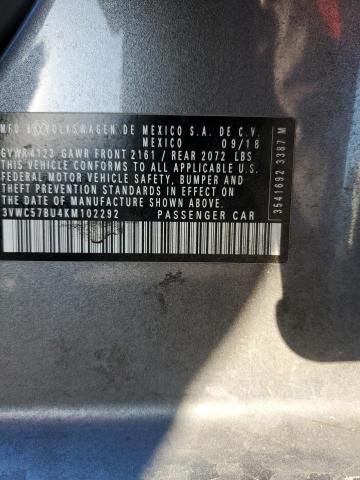 MFD BY VOLKSWAGEN DE MEXICO S.A. DE C.V.
MEXICO 09/18
GVWR 4123 GAWR FRONT 2161 / REAR 2072 LBS
THIS VEHICLE CONFORMS TO ALL APPLICABLE U.S.
FEDERAL MOTOR VEHICLE SAFETY, BUMPER AND
THEFT PREVENTION STANDARDS IN EFFECT ON
THE DATE OF MANUFACTURE SHOWN ABOVE.
3VWC57BU4KM102292 PASSENGER CAR
3541692 3387 M